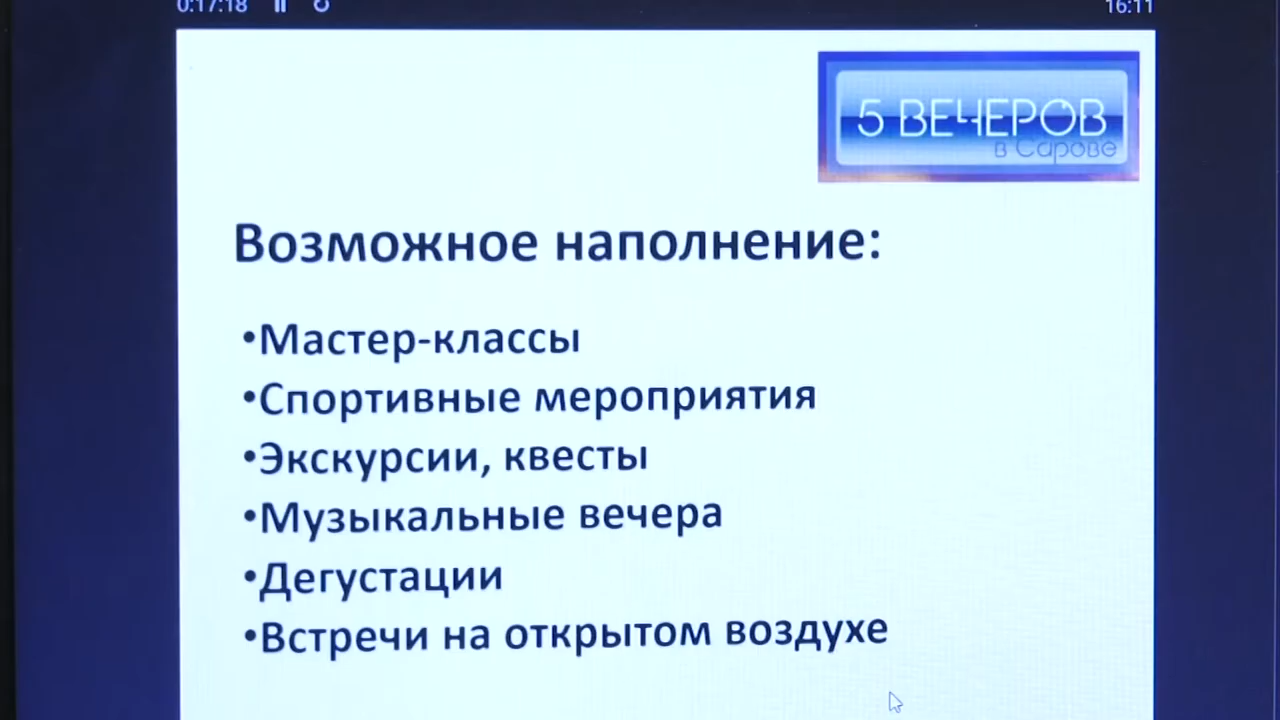 0:17:18
16:11
5 ВЕЧЕРОВ
в Сарове
Возможное наполнение:
•Мастер-классы
•Спортивные мероприятия
•Экскурсии, квесты
•Музыкальные вечера
•Дегустации
•Встречи на открытом воздухе